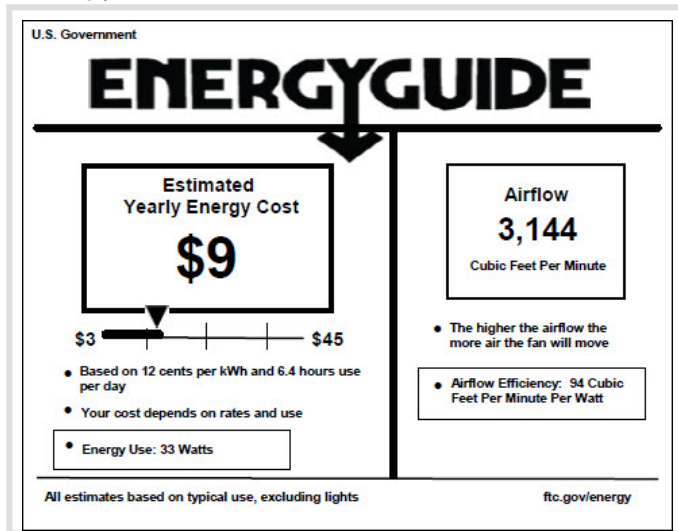 U.S. Government
ENERGYGUIDE
Estimated
Yearly Energy Cost
$9
$3
$45
• Based on 12 cents per kWh and 6.4 hours use
per day
• Your cost depends on rates and use
• Energy Use: 33 Watts
Airflow
3,144
Cubic Feet Per Minute
• The higher the airflow the
more air the fan will move
• Airflow Efficiency: 94 Cubic
Feet Per Minute Per Watt
All estimates based on typical use, excluding lights
ftc.gov/energy